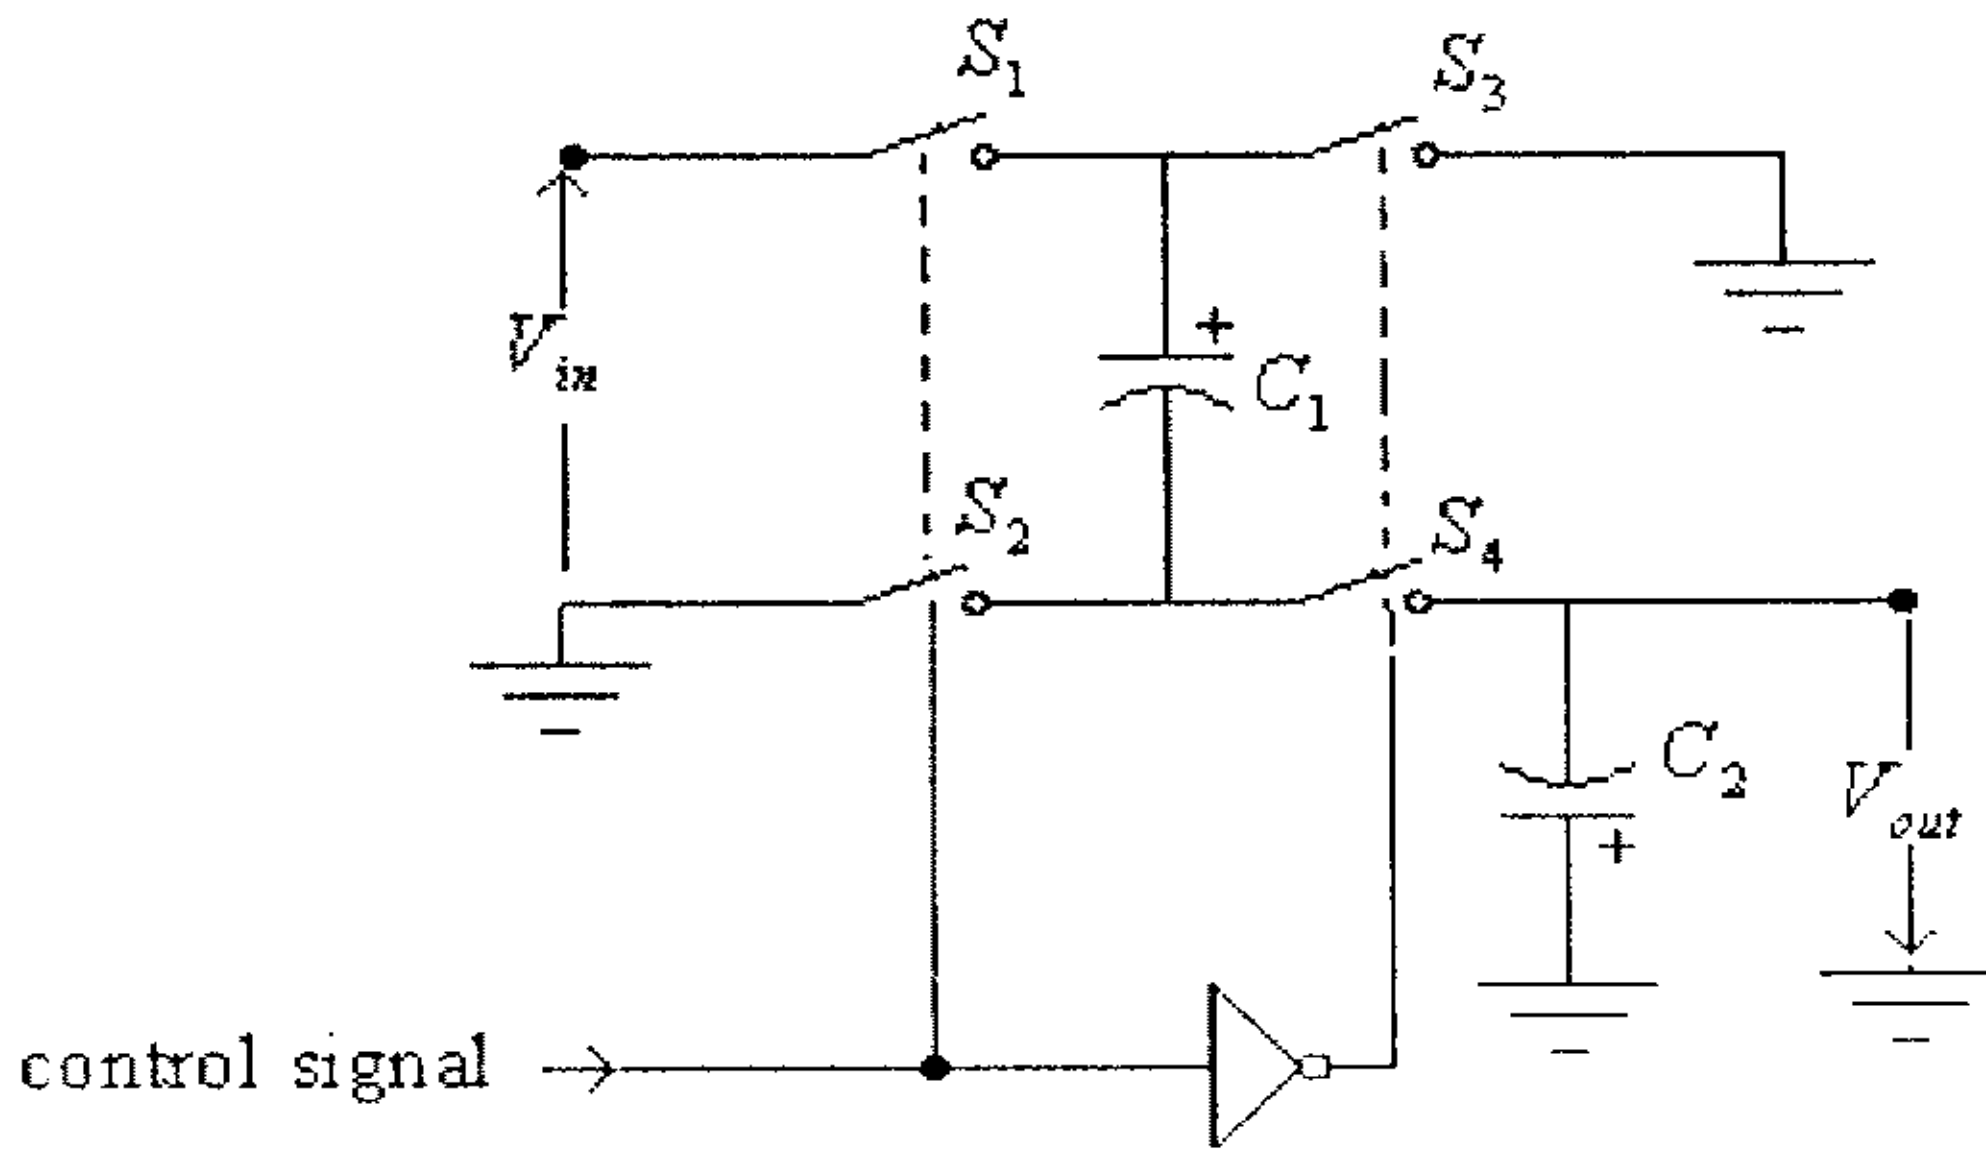 S1
S3
Vin
+
C1
S2
S4
C2
Vout
+
control signal